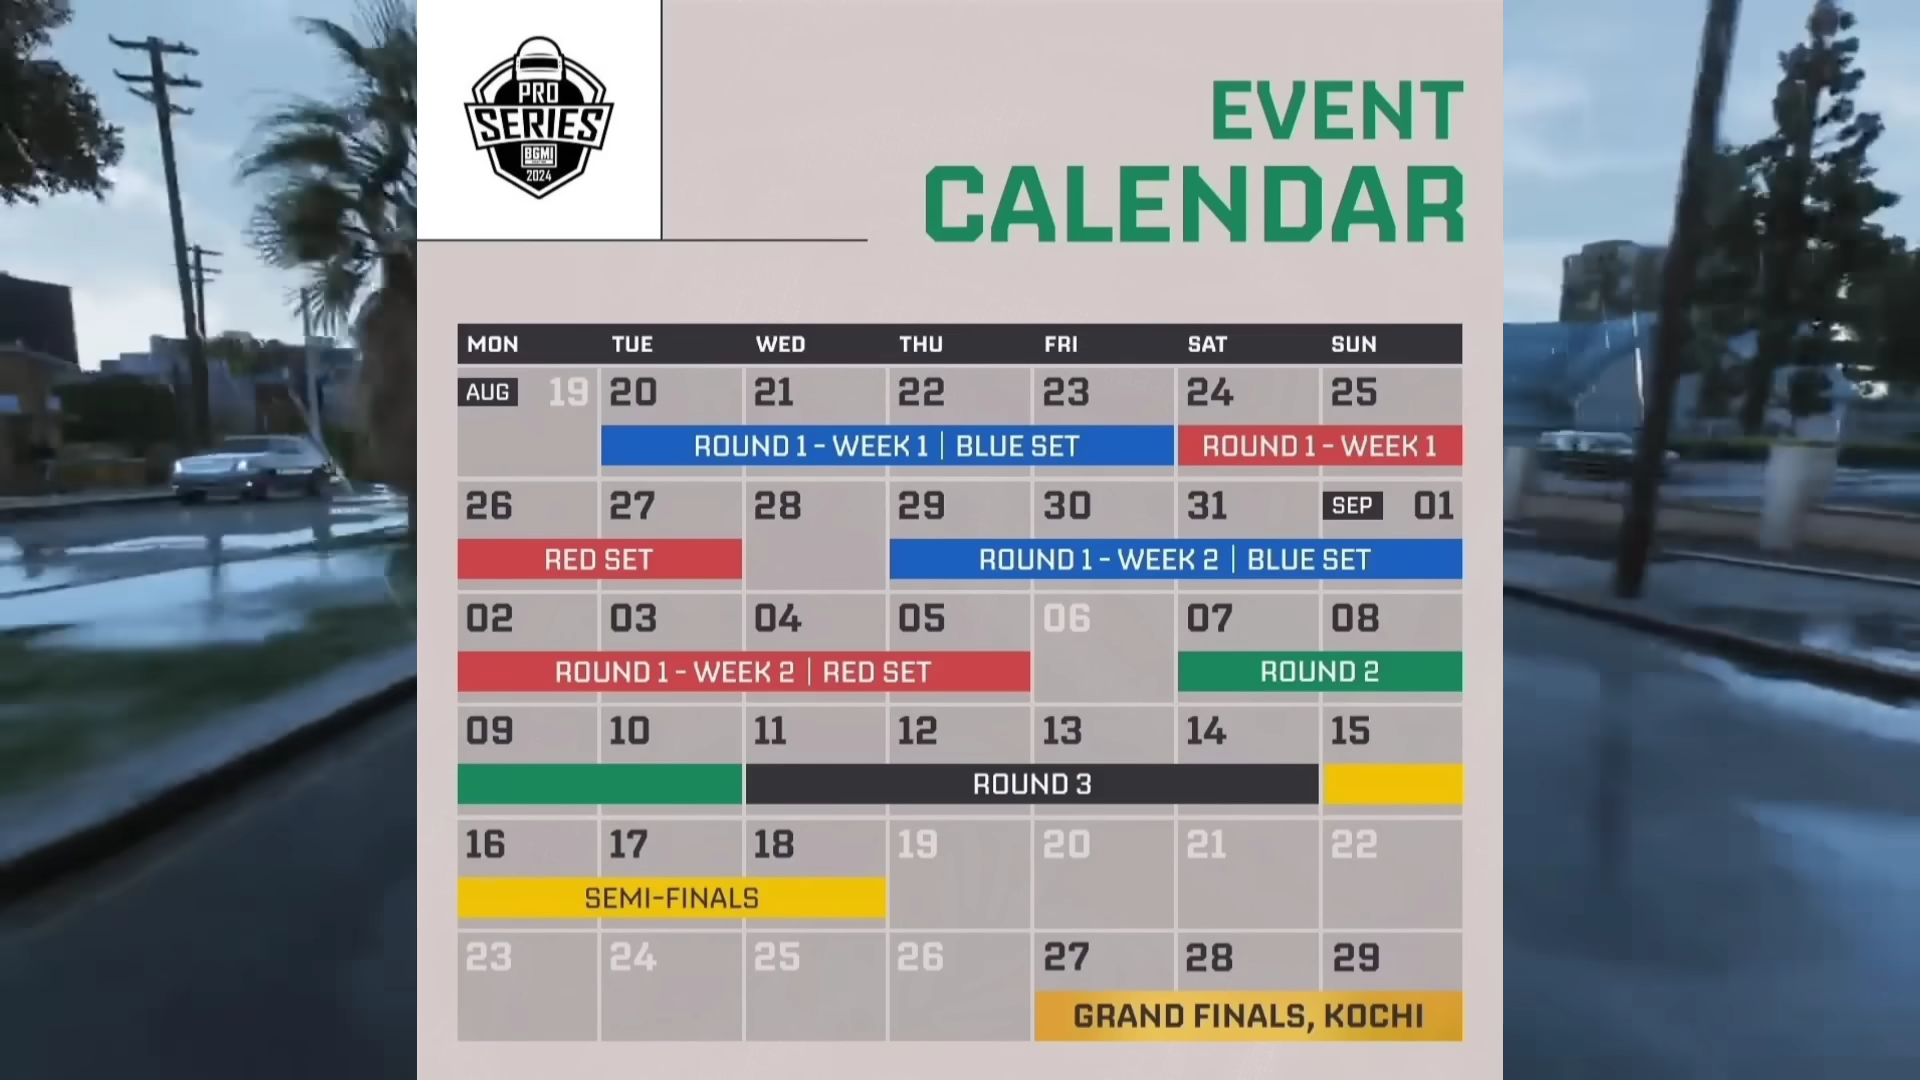 PRO
SERIES
BGMI
2024
EVENT
CALENDAR
MON TUE WED THU FRI SAT SUN
AUG 19 20 21 22 23 24 25
ROUND 1 - WEEK 1 | BLUE SET ROUND 1 - WEEK 1
26 27 28 29 30 31 SEP 01
RED SET ROUND 1 - WEEK 2 | BLUE SET
02 03 04 05 06 07 08
ROUND 1 - WEEK 2 | RED SET ROUND 2
09 10 11 12 13 14 15
ROUND 3
16 17 18 19 20 21 22
SEMI-FINALS
23 24 25 26 27 28 29
GRAND FINALS, KOCHI